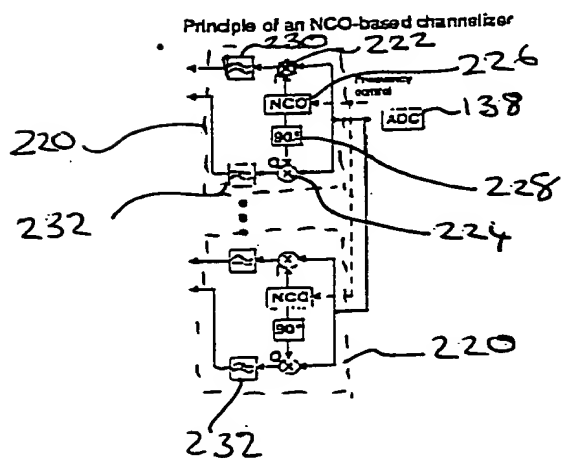 Principle of an NCO-based channelizer
230
222
226
Frequency
control
NCO
138
ADC
220
90°
228
Q
232
224
NCO
90°
220
Q
232